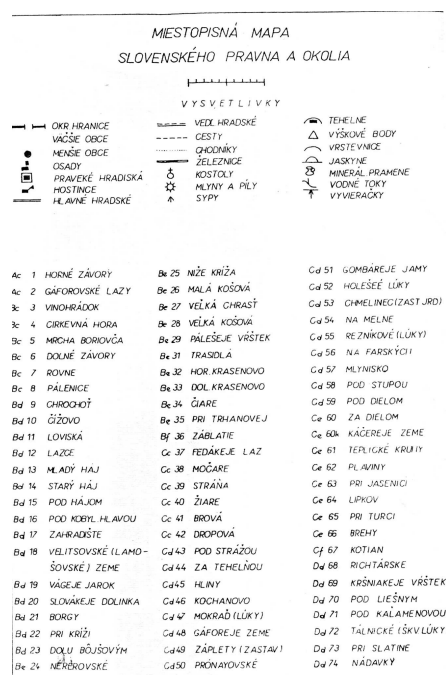 MIESTOPISNÁ MAPA
SLOVENSKÉHO PRAVNA A OKOLIA
VYSVETLIVKY
OKR. HRANICE
VÄČŠIE OBCE
MENŠIE OBCE
OSADY
PRAVEKÉ HRADISKÁ
HOSTINCE
HLAVNÉ HRADSKÉ
VEDL. HRADSKÉ
CESTY
CHODNÍKY
ŽELEZNICE
KOSTOLY
MLYNY A PÍLY
SYPY
TEHELNE
VÝŠKOVÉ BODY
VRSTEVNICE
JASKYNE
MINERÁL. PRAMENE
VODNÉ TOKY
VYVIERAČKY
Ac 1 HORNÉ ZÁVORY
Ac 2 GÁFOROVSKÉ LAZY
Bc 3 VINOHRÁDOK
Bc 4 CIRKEVNÁ HORA
Bc 5 MRCHA BORIOVČA
Bc 6 DOLNÉ ZÁVORY
Bc 7 ROVNE
Bc 8 PÁLENICE
Bd 9 CHROCHOŤ
Bd 10 ČÍŽOVO
Bd 11 LOVISKÁ
Bd 12 LAZCE
Bd 13 MLADÝ HÁJ
Bd 14 STARÝ HÁJ
Bd 15 POD HÁJOM
Bd 16 POD KOBYL. HLAVOU
Bd 17 ZAHRADIŠTE
Bd 18 VELITSOVSKÉ (LAMO-
ŠOVSKÉ) ZEME
Bd 19 VÁGEJE JAROK
Bd 20 SLOVÁKEJE DOLINKA
Bd 21 BORGY
Bd 22 PRI KRÍŽI
Bd 23 DOLU BÔJŠOVÝM
Be 24 NÉREROVSKÉ
Be 25 NIŽE KRÍŽA
Be 26 MALÁ KOŠOVÁ
Be 27 VEĽKÁ CHRASŤ
Be 28 VEĽKÁ KOŠOVÁ
Be 29 PÁLEŠEJE VŔŠTEK
Be 31 TRASIDLÁ
Be 32 HOR. KRASENOVO
Be 33 DOL. KRASENOVO
Be 34 ČIARE
Be 35 PRI TRHANOVEJ
Bf 36 ZÁBLATIE
Cc 37 FEDÁKEJE LAZ
Cc 38 MOČARE
Cc 39 STRÁŇA
Cc 40 ŽIARE
Cc 41 BROVÁ
Cc 42 DROPOVÁ
Cd 43 POD STRÁŽOU
Cd 44 ZA TEHELŇOU
Cd 45 HLINY
Cd 46 KOCHANOVO
Cd 47 MOKRAĎ (LÚKY)
Cd 48 GÁFOREJE ZEME
Cd 49 ZÁPLETY (ZASTAV)
Cd 50 PRÓNAYOVSKÉ
Cd 51 GOMBÁREJE JAMY
Cd 52 HOLEŠEÉ LÚKY
Cd 53 CHMELINEC (ZAST JRD)
Cd 54 NA MELNE
Cd 55 REZNÍKOVÉ (LÚKY)
Cd 56 NA FARSKÝCH
Cd 57 MLYNISKO
Cd 58 POD STUPOU
Cd 59 POD DIELOM
Ce 60 ZA DIELOM
Ce 60A KÁČEREJE ZEME
Ce 61 TEPLICKÉ KRUHY
Ce 62 PLAVINY
Ce 63 PRI JASENICI
Ce 64 LIPKOV
Ce 65 PRI TURCI
Ce 66 BREHY
Cf 67 KOTIAN
Dd 68 RICHTÁRSKE
Dd 69 KRŠNIAKEJE VŔŠTEK
Dd 70 POD LIEŠNYM
Dd 71 POD KALAMENOVOU
Dd 72 TÁLNICKÉ (ŠKV LÚKY
Dd 73 PRI SLATINE
Dd 74 NÁDAVKY